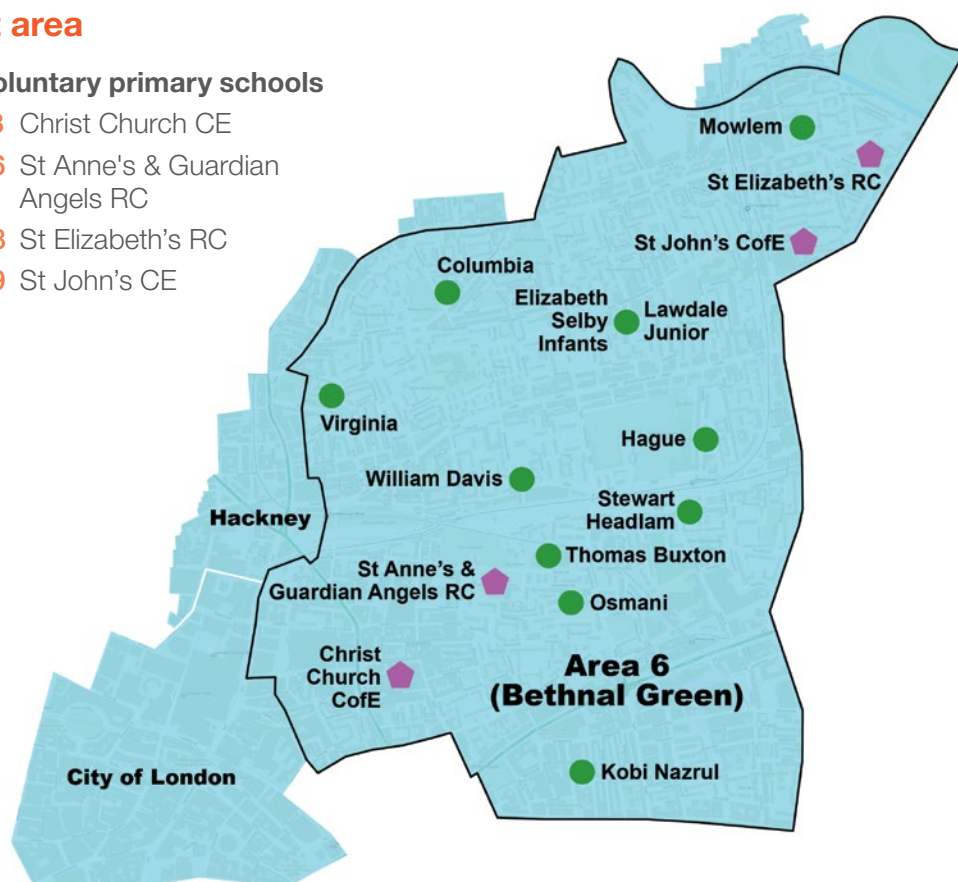 area
oluntary primary schools
3 Christ Church CE
6 St Anne's & Guardian
Angels RC
3 St Elizabeth's RC
9 St John's CE
Mowlem
St Elizabeth's RC
St John's CofE
Columbia
Elizabeth
Selby
Infants
Lawdale
Junior
Virginia
Hague
William Davis
Stewart
Headlam
Hackney
Thomas Buxton
St Anne's &
Guardian Angels RC
Osmani
Christ
Church
CofE
Area 6
(Bethnal Green)
City of London
Kobi Nazrul